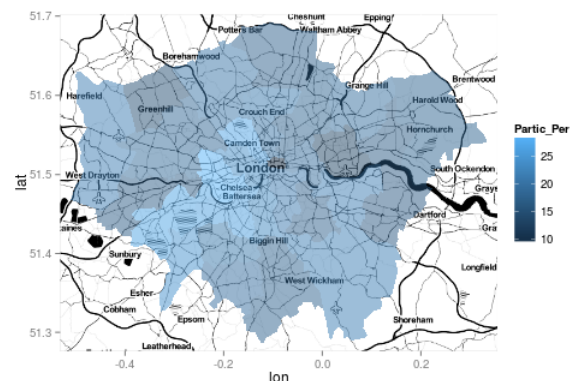 51.7
51.6
51.5
51.4
51.3
lat
-0.4
-0.2
0.0
0.2
lon
Cheshunt
Epping
Potters Bar
Waltham Abbey
Borehamwood
Brentwood
Harefield
Grange Hill
Greenhill
Harold Wood
Crouch End
Hornchurch
Camden Town
West Drayton
London
South Ockendon
Chelsea
Battersea
Grays
Dartford
Gra
aines
Biggin Hill
Sunbury
Longfield
West Wickham
Esher
Cobham
Epsom
Shoreham
Leatherhead
Partic_Per
25
20
15
10